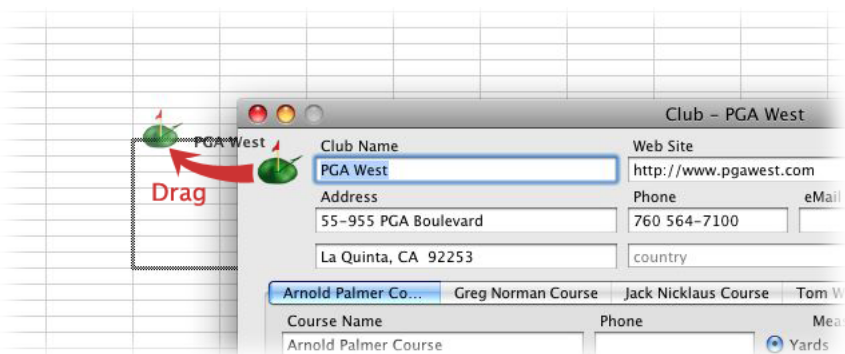 Club – PGA West
PGA West
Drag
Club Name
Web Site
PGA West
http://www.pgawest.com
Address
Phone
eMail
55–955 PGA Boulevard
760 564–7100
La Quinta, CA 92253
country
Arnold Palmer Co...
Greg Norman Course
Jack Nicklaus Course
Tom W
Course Name
Phone
Mea
Arnold Palmer Course
Yards